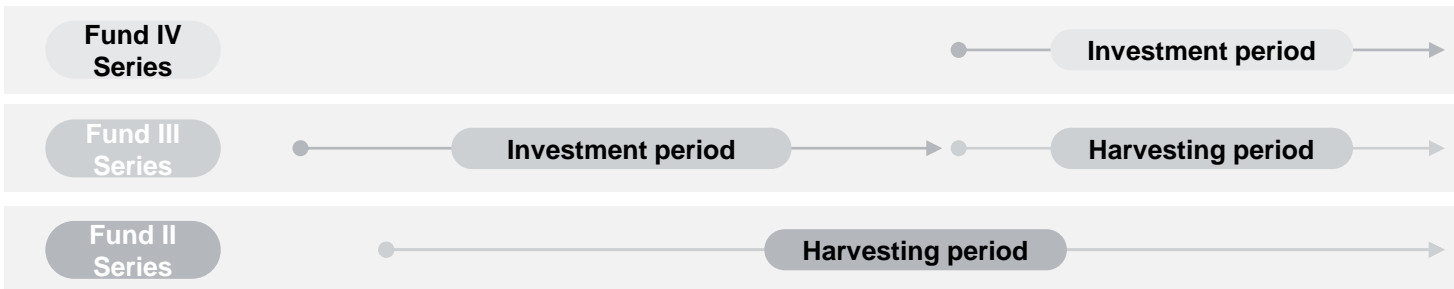 Fund IV
Series
Investment period
Fund III
Series
Investment period
Harvesting period
Fund II
Series
Harvesting period